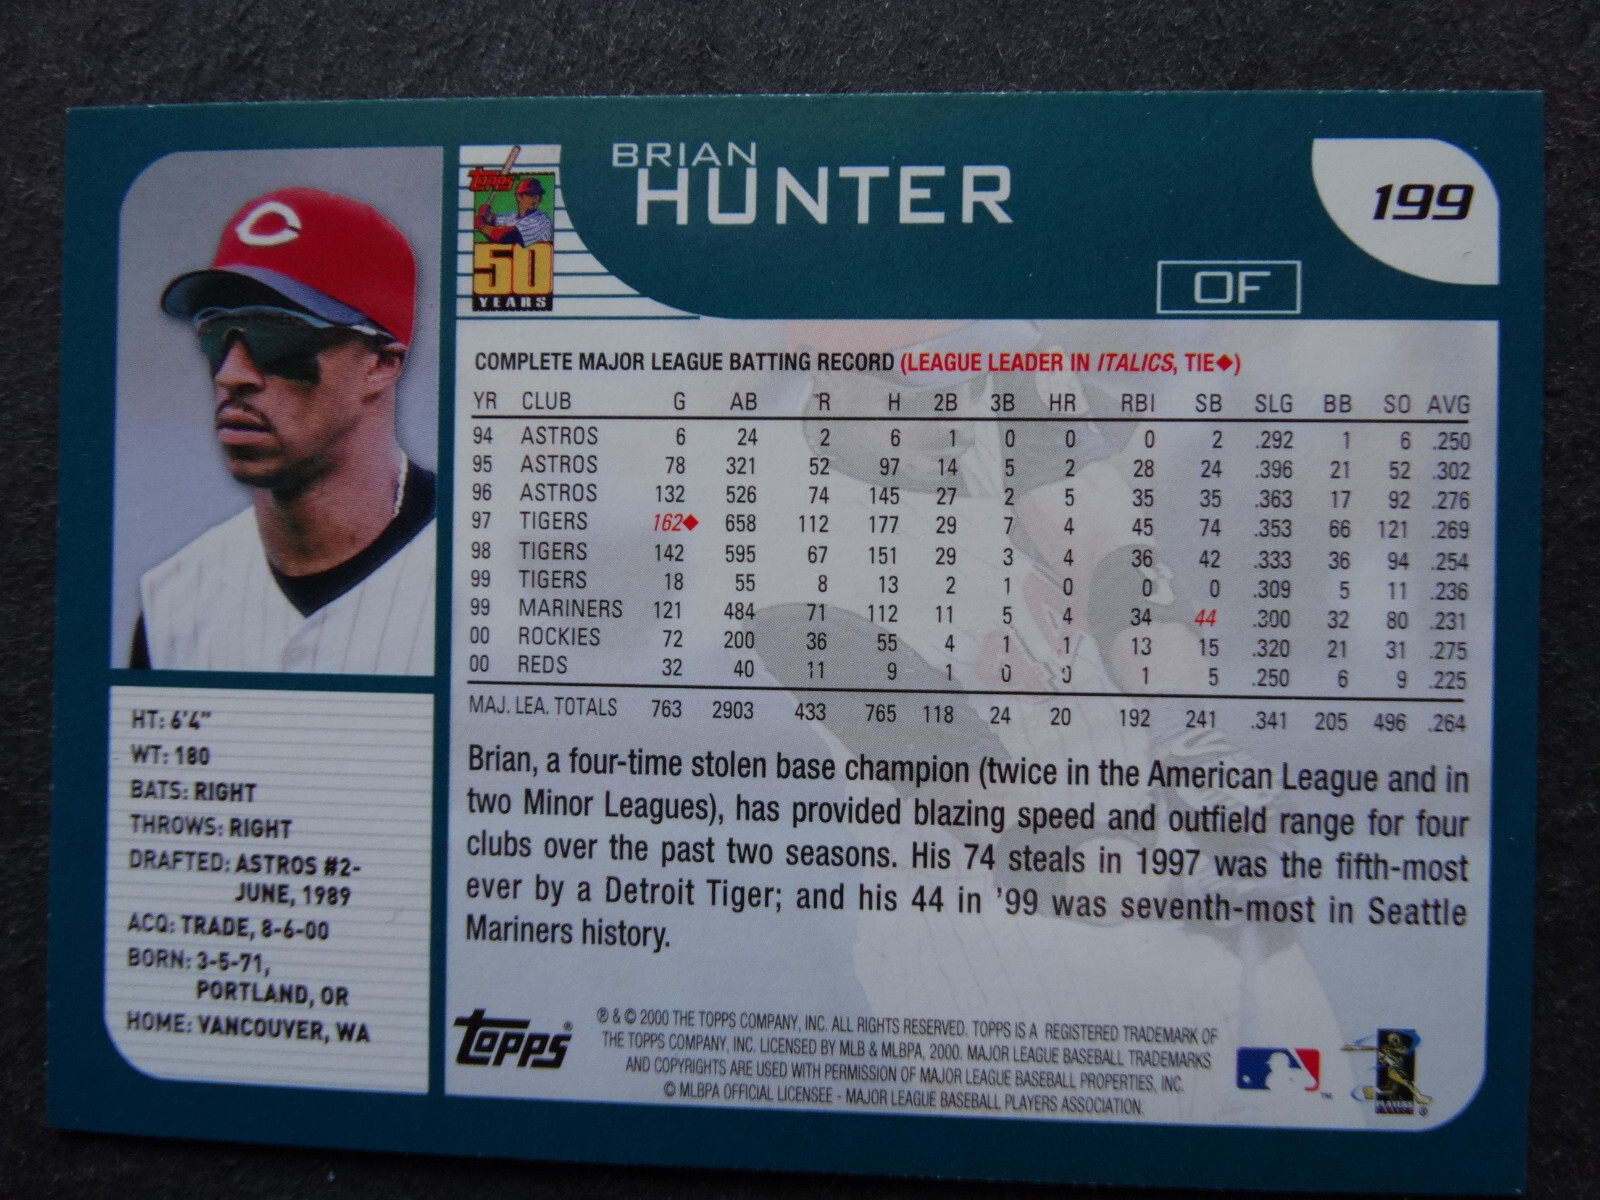 BRIAN
HUNTER
199
OF
Topps
50
YEARS
COMPLETE MAJOR LEAGUE BATTING RECORD (LEAGUE LEADER IN ITALICS, TIE◆)
YR CLUB G AB R H 2B 3B HR RBI SB SLG BB SO AVG
94 ASTROS 6 24 2 6 1 0 0 0 2 .292 1 6 .250
95 ASTROS 78 321 52 97 14 5 2 28 24 .396 21 52 .302
96 ASTROS 132 526 74 145 27 2 5 35 35 .363 17 92 .276
97 TIGERS 162◆ 658 112 177 29 7 4 45 74 .353 66 121 .269
98 TIGERS 142 595 67 151 29 3 4 36 42 .333 36 94 .254
99 TIGERS 18 55 8 13 2 1 0 0 0 .309 5 11 .236
99 MARINERS 121 484 71 112 11 5 4 34 44 .300 32 80 .231
00 ROCKIES 72 200 36 55 4 1 1 13 15 .320 21 31 .275
00 REDS 32 40 11 9 1 0 0 1 5 .250 6 9 .225
MAJ. LEA. TOTALS 763 2903 433 765 118 24 20 192 241 .341 205 496 .264
HT: 6'4"
WT: 180
BATS: RIGHT
THROWS: RIGHT
DRAFTED: ASTROS #2-
JUNE, 1989
ACQ: TRADE, 8-6-00
BORN: 3-5-71,
PORTLAND, OR
HOME: VANCOUVER, WA
Brian, a four-time stolen base champion (twice in the American League and in
two Minor Leagues), has provided blazing speed and outfield range for four
clubs over the past two seasons. His 74 steals in 1997 was the fifth-most
ever by a Detroit Tiger; and his 44 in '99 was seventh-most in Seattle
Mariners history.
Topps®
® & © 2000 THE TOPPS COMPANY, INC. ALL RIGHTS RESERVED. TOPPS IS A REGISTERED TRADEMARK OF
THE TOPPS COMPANY, INC. LICENSED BY MLB & MLBPA, 2000. MAJOR LEAGUE BASEBALL TRADEMARKS
AND COPYRIGHTS ARE USED WITH PERMISSION OF MAJOR LEAGUE BASEBALL PROPERTIES, INC.
© MLBPA OFFICIAL LICENSEE - MAJOR LEAGUE BASEBALL PLAYERS ASSOCIATION.
TM
PLAYERS